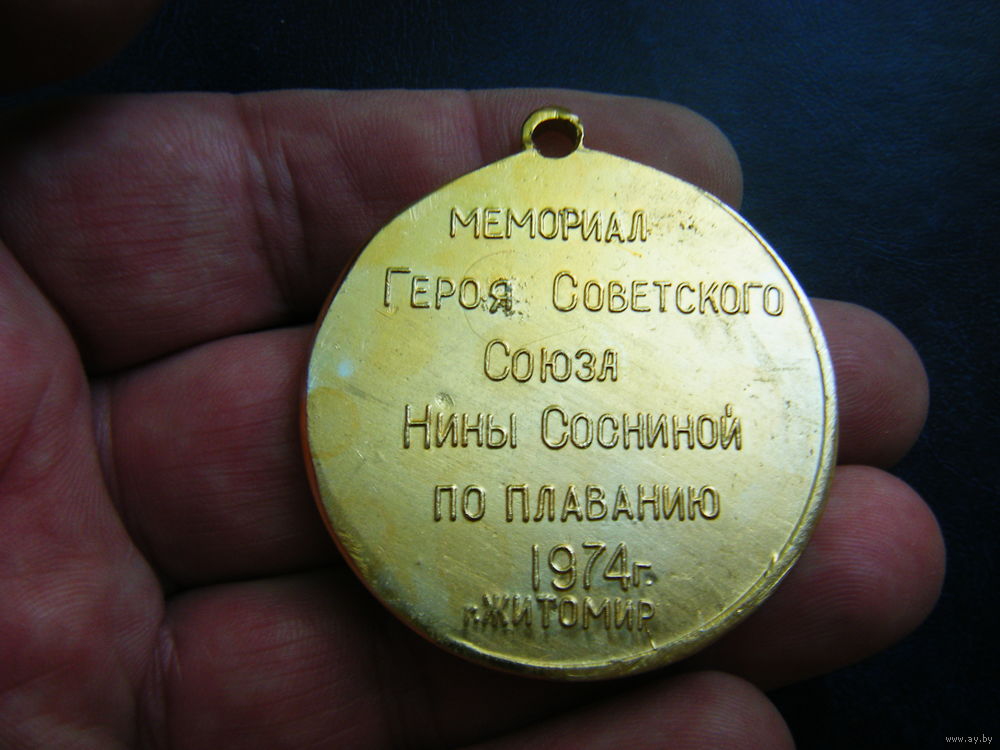 МЕМОРИАЛ
ГЕРОЯ СОВЕТСКОГО
СОЮЗА
НИНЫ СОСНИНОЙ
ПО ПЛАВАНИЮ
1974г.
г.ЖИТОМИР
www.ay.by